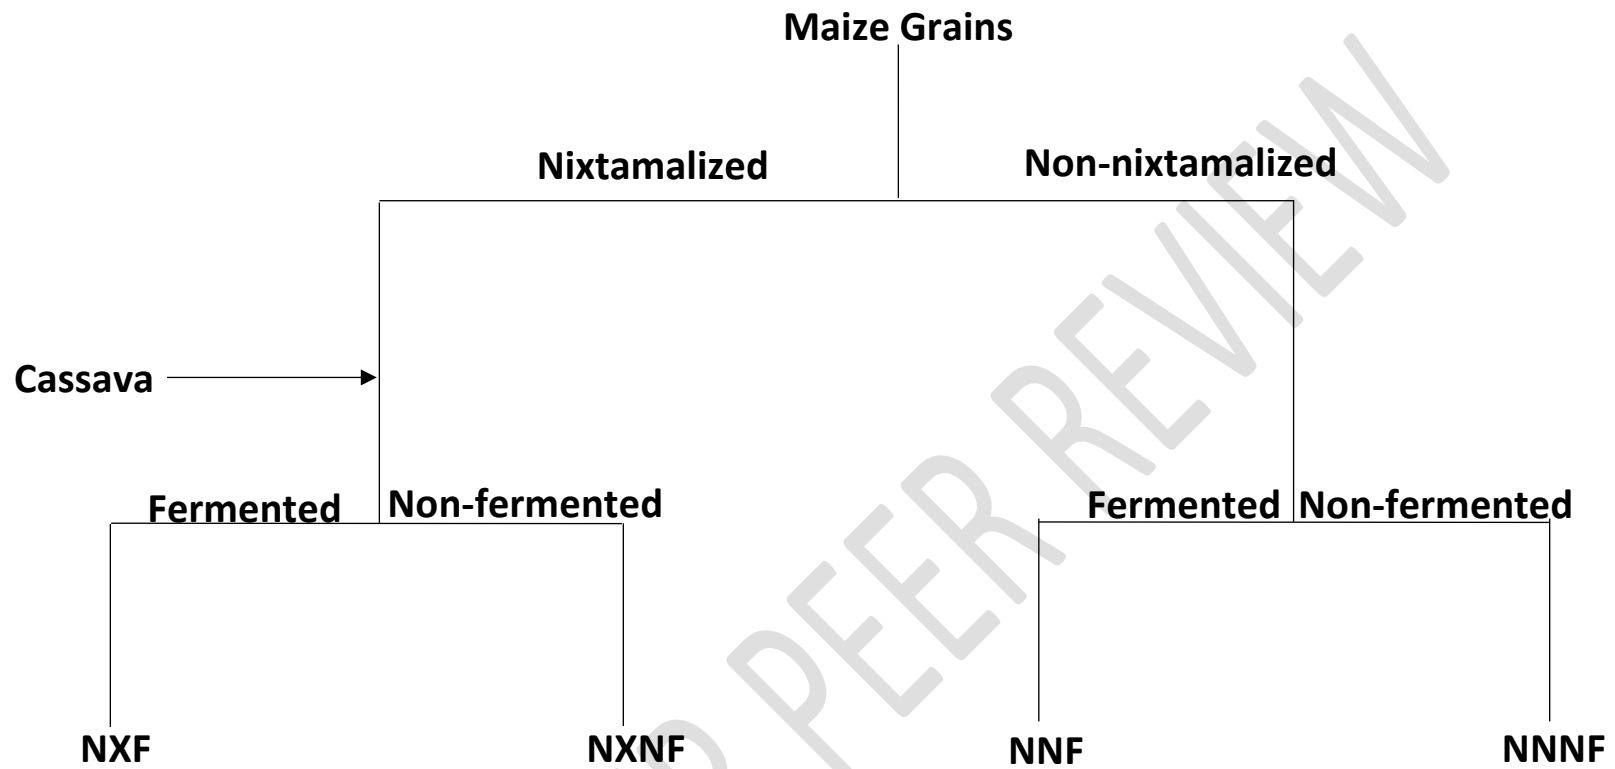 Maize Grains
Nixtamalized
Non-nixtamalized
Cassava
Fermented
Non-fermented
Fermented
Non-fermented
NXF
NXNF
NNF
NNNF
PEER REVIEW